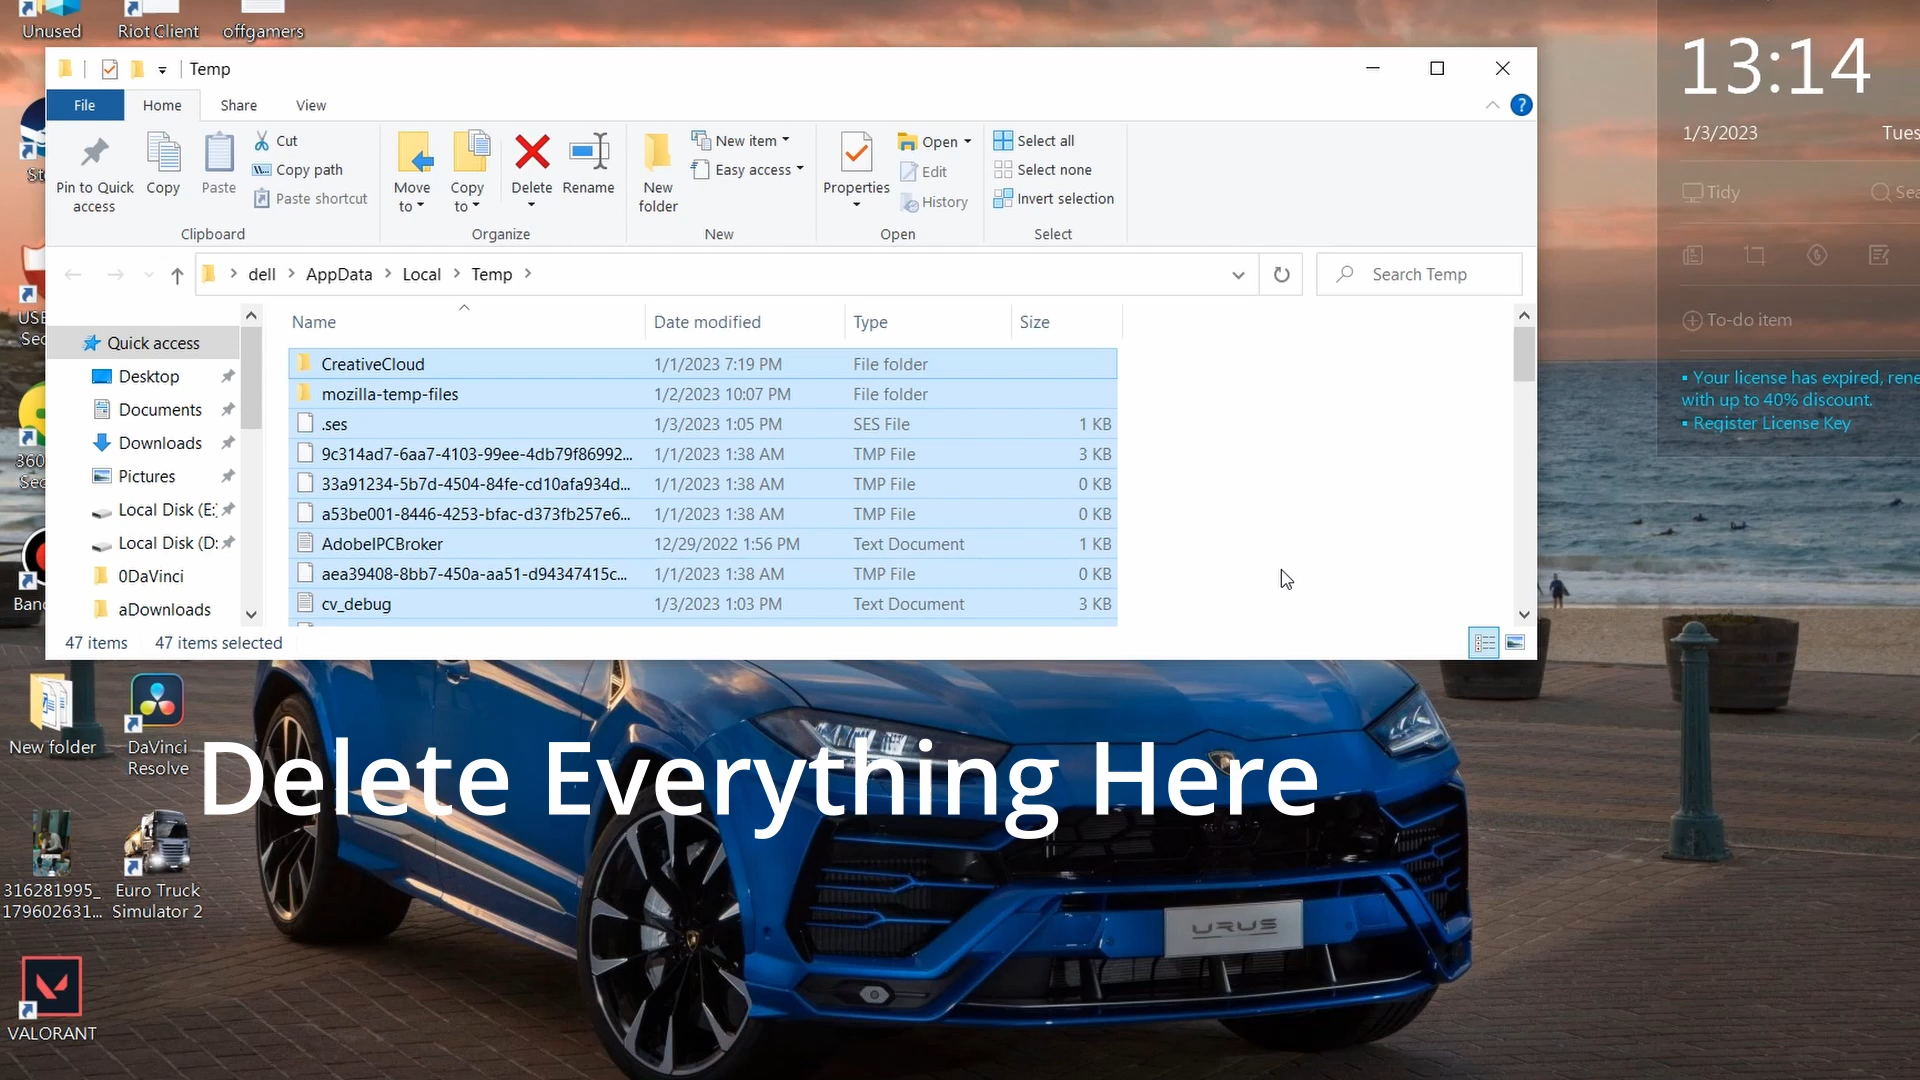 Unused Riot Client offgamers
Temp
File Home Share View
Pin to Quick access
Copy
Paste
Cut
Copy path
Paste shortcut
Clipboard
Move to
Copy to
Delete
Rename
Organize
New folder
New item
Easy access
New
Properties
Open
Edit
History
Open
Select all
Select none
Invert selection
Select
dell AppData Local Temp
Search Temp
Quick access
Desktop
Documents
Downloads
Pictures
Local Disk (E:
Local Disk (D:
0DaVinci
aDownloads
Name Date modified Type Size
CreativeCloud 1/1/2023 7:19 PM File folder
mozilla-temp-files 1/2/2023 10:07 PM File folder
.ses 1/3/2023 1:05 PM SES File 1 KB
9c314ad7-6aa7-4103-99ee-4db79f86992... 1/1/2023 1:38 AM TMP File 3 KB
33a91234-5b7d-4504-84fe-cd10afa934d... 1/1/2023 1:38 AM TMP File 0 KB
a53be001-8446-4253-bfac-d373fb257e6... 1/1/2023 1:38 AM TMP File 0 KB
AdobeIPCBroker 12/29/2022 1:56 PM Text Document 1 KB
aea39408-8bb7-450a-aa51-d94347415c... 1/1/2023 1:38 AM TMP File 0 KB
cv_debug 1/3/2023 1:03 PM Text Document 3 KB
47 items 47 items selected
13:14
1/3/2023 Tues
Tidy Sea
To-do item
Your license has expired, rene
with up to 40% discount.
Register License Key
St
USB
Sec
360
Sec
Band
New folder
DaVinci
Resolve
Delete Everything Here
316281995_
179602631...
Euro Truck
Simulator 2
VALORANT
URUS